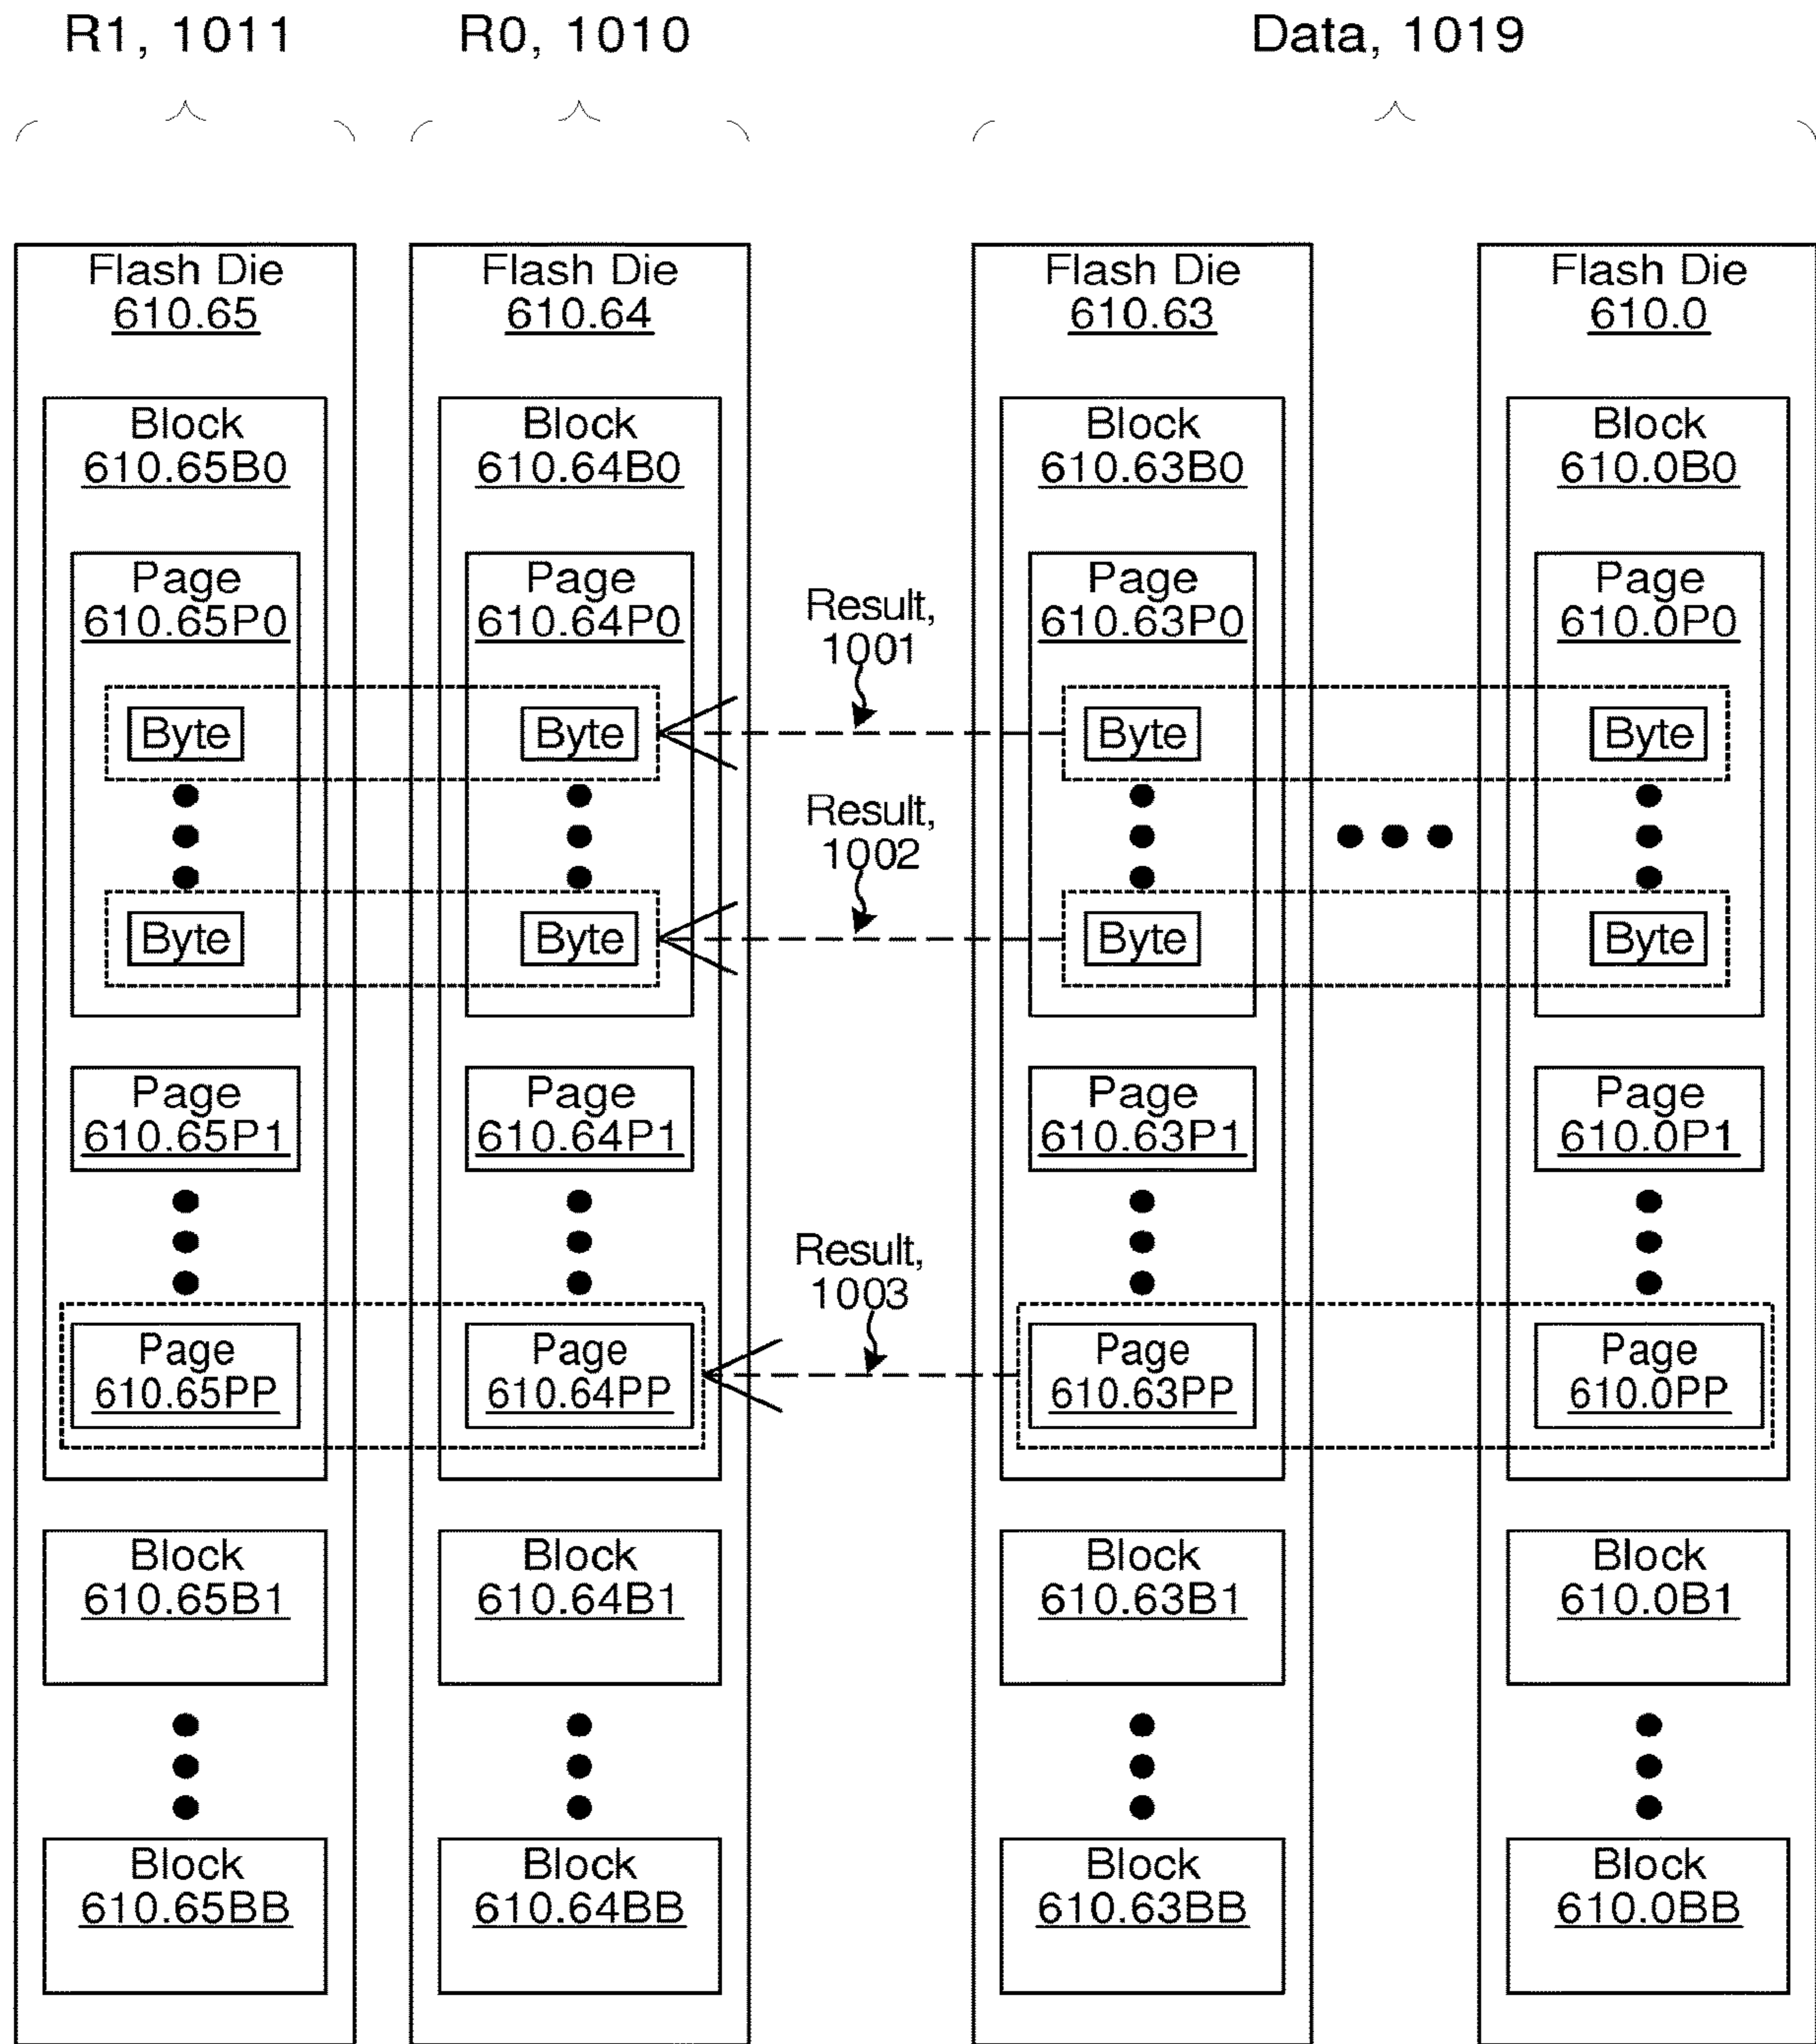 R1, 1011
R0, 1010
Data, 1019
Flash Die
610.65
Flash Die
610.64
Flash Die
610.63
Flash Die
610.0
Block
610.65B0
Block
610.64B0
Block
610.63B0
Block
610.0B0
Page
610.65P0
Page
610.64P0
Result,
1001
Page
610.63P0
Page
610.0P0
Byte
Byte
Byte
Byte
Result,
1002
Byte
Byte
Byte
Byte
Page
610.65P1
Page
610.64P1
Page
610.63P1
Page
610.0P1
Result,
1003
Page
610.65PP
Page
610.64PP
Page
610.63PP
Page
610.0PP
Block
610.65B1
Block
610.64B1
Block
610.63B1
Block
610.0B1
Block
610.65BB
Block
610.64BB
Block
610.63BB
Block
610.0BB